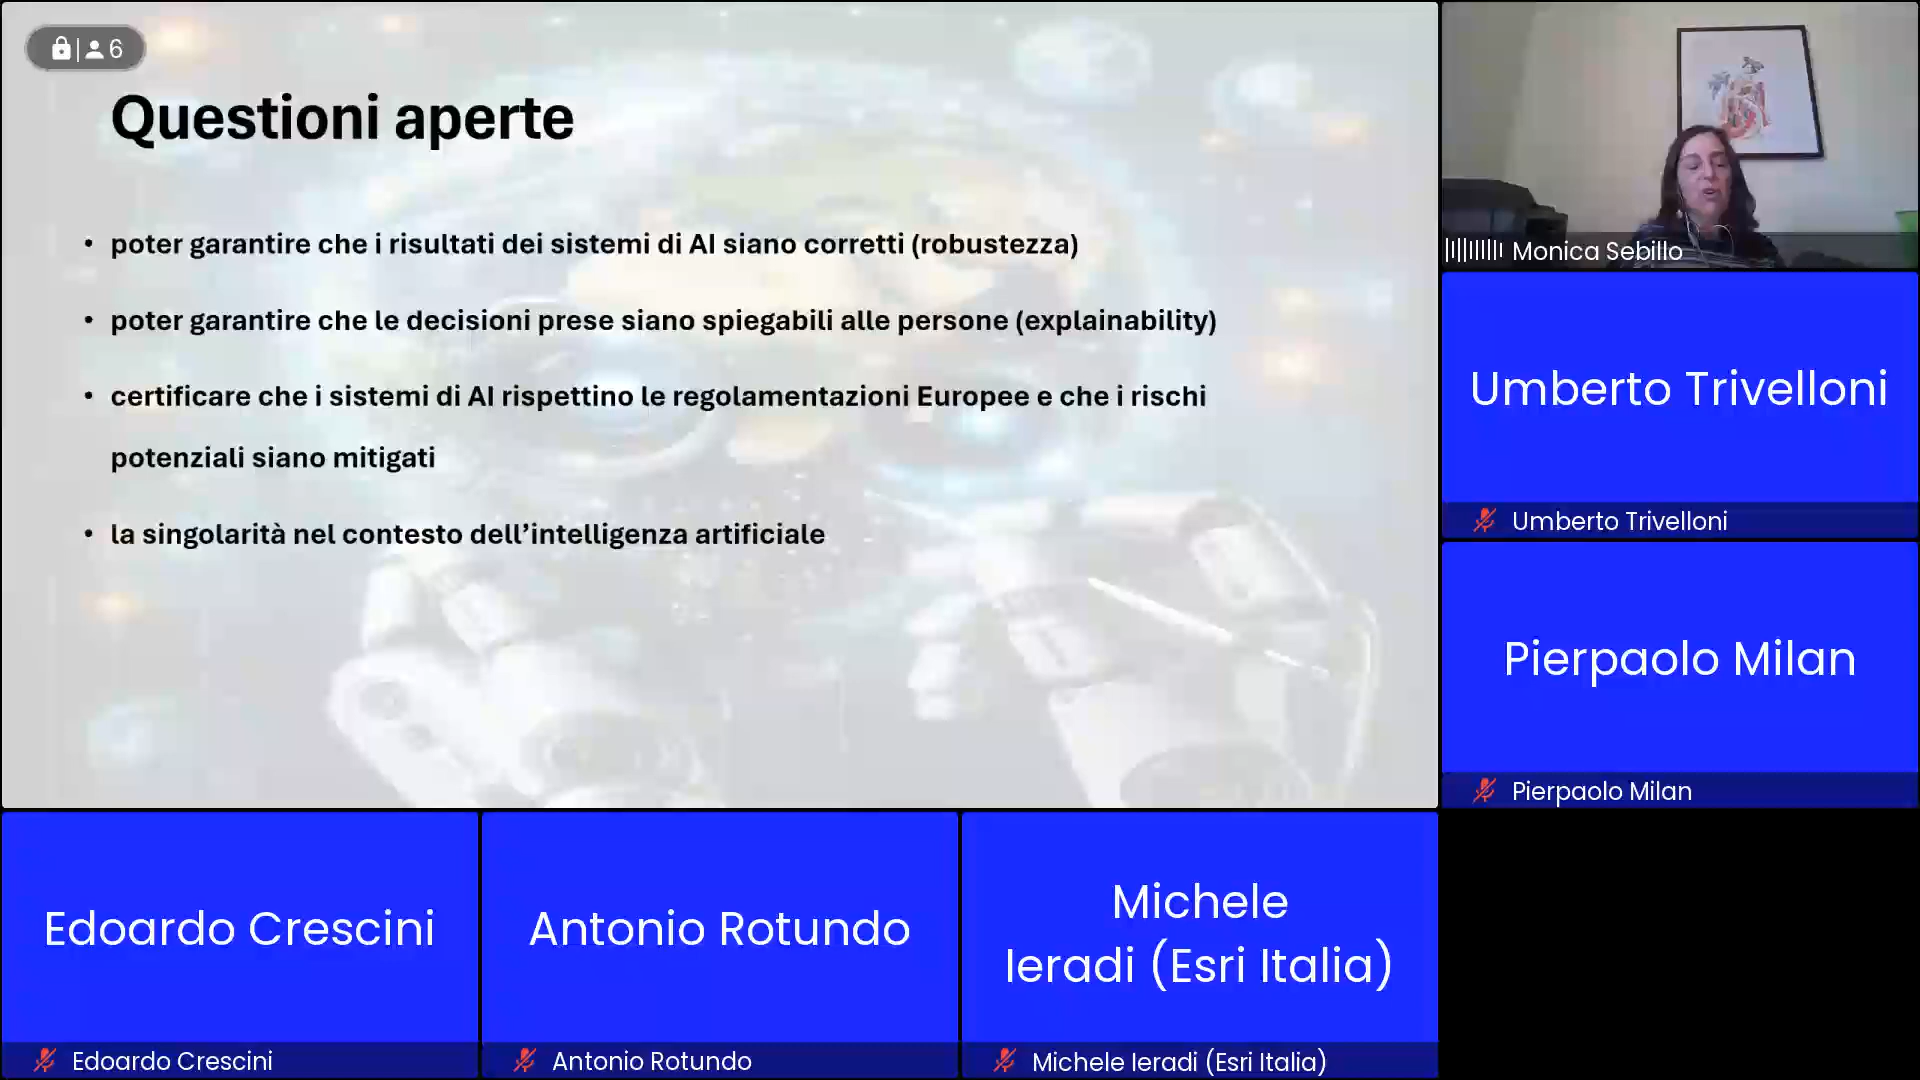 6
Questioni aperte
• poter garantire che i risultati dei sistemi di AI siano corretti (robustezza)
• poter garantire che le decisioni prese siano spiegabili alle persone (explainability)
• certificare che i sistemi di AI rispettino le regolamentazioni Europee e che i rischi
potenziali siano mitigati
• la singolarità nel contesto dell’intelligenza artificiale
Monica Sebillo
Umberto Trivelloni
Umberto Trivelloni
Pierpaolo Milan
Pierpaolo Milan
Edoardo Crescini
Edoardo Crescini
Antonio Rotundo
Antonio Rotundo
Michele
Ieradi (Esri Italia)
Michele Ieradi (Esri Italia)